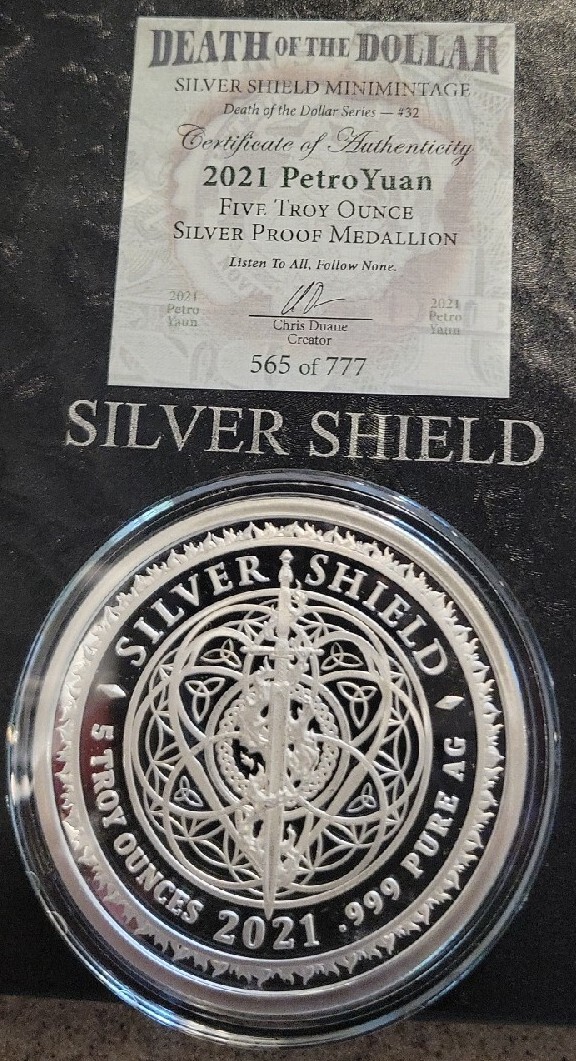 DEATH OF THE DOLLAR
SILVER SHIELD MINIMINTAGE
Death of the Dollar Series — #32
Certificate of Authenticity
2021 PetroYuan
FIVE TROY OUNCE
SILVER PROOF MEDALLION
Listen To All, Follow None.
2021
Petro
Yaun
Chris Duane
Creator
2021
Petro
Yaun
565 of 777
SILVER SHIELD
SILVER SHIELD
5 TROY OUNCES 2021 .999 PURE AG